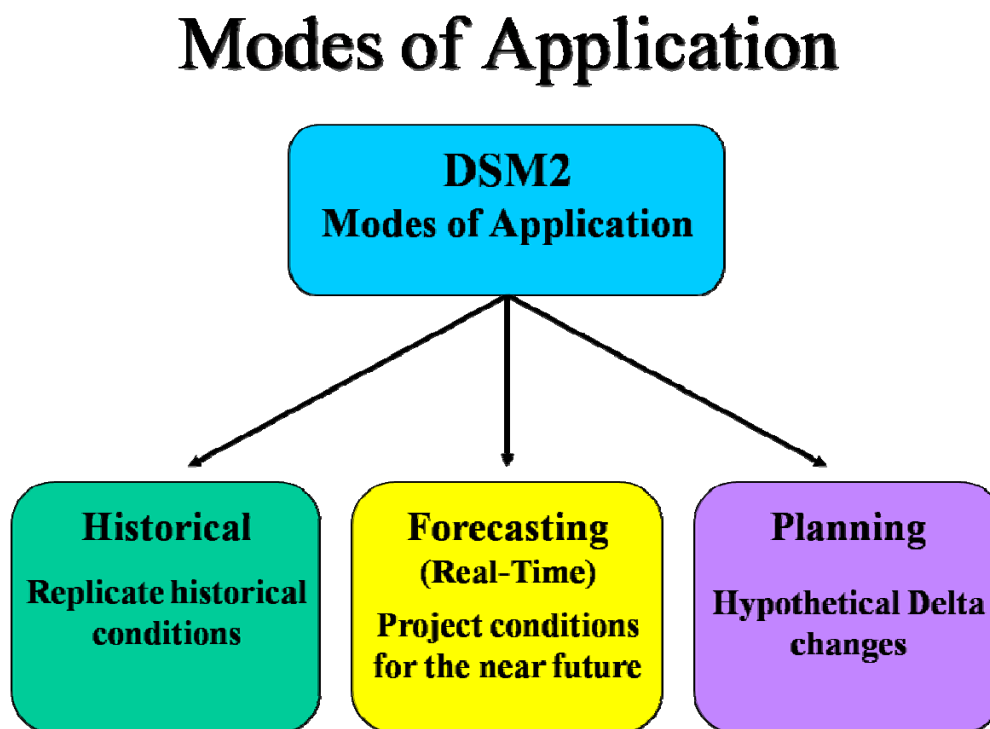 Modes of Application
DSM2
Modes of Application
Historical
Replicate historical
conditions
Forecasting
(Real-Time)
Project conditions
for the near future
Planning
Hypothetical Delta
changes